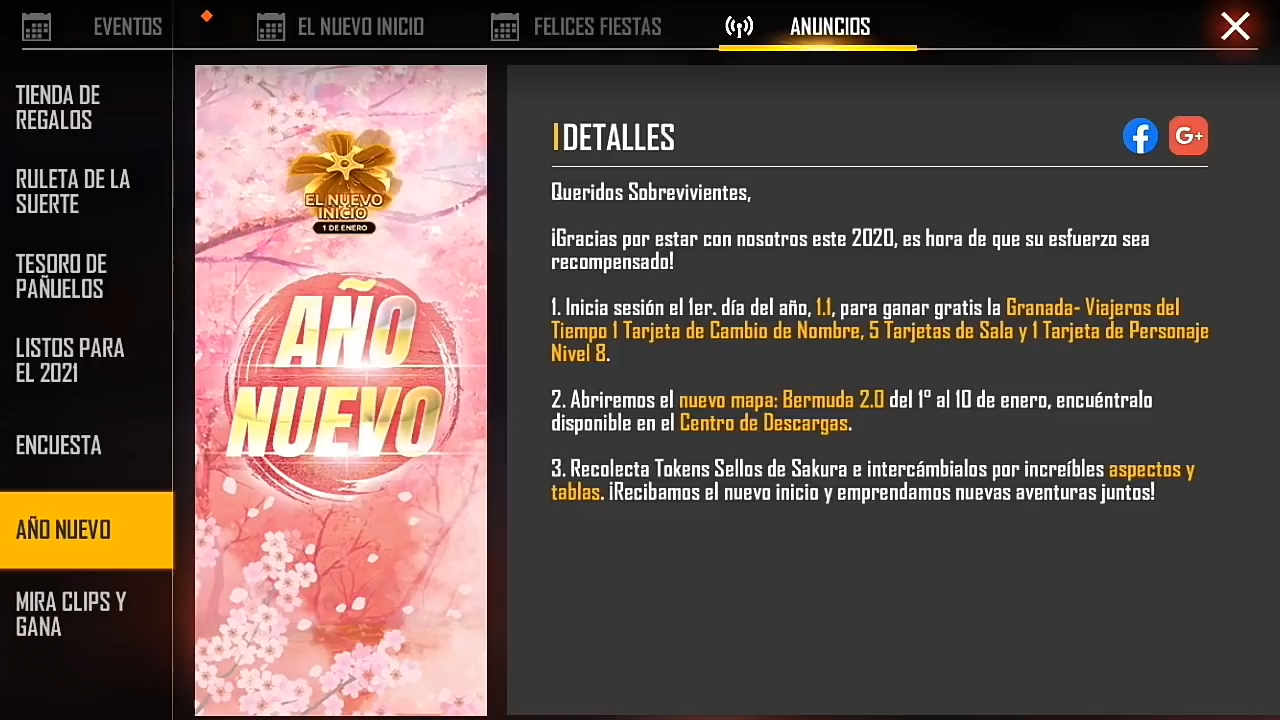 EVENTOS
EL NUEVO INICIO
FELICES FIESTAS
ANUNCIOS
TIENDA DE
REGALOS
RULETA DE LA
SUERTE
TESORO DE
PAÑUELOS
LISTOS PARA
EL 2021
ENCUESTA
AÑO NUEVO
MIRA CLIPS Y
GANA
EL NUEVO
INICIO
1 DE ENERO
AÑO
NUEVO
DETALLES
f
G+
Queridos Sobrevivientes,
¡Gracias por estar con nosotros este 2020, es hora de que su esfuerzo sea
recompensado!
1. Inicia sesión el 1er. día del año, 1.1, para ganar gratis la Granada- Viajeros del
Tiempo 1 Tarjeta de Cambio de Nombre, 5 Tarjetas de Sala y 1 Tarjeta de Personaje
Nivel 8.
2. Abriremos el nuevo mapa: Bermuda 2.0 del 1° al 10 de enero, encuéntralo
disponible en el Centro de Descargas.
3. Recolecta Tokens Sellos de Sakura e intercámbialos por increíbles aspectos y
tablas. ¡Recibamos el nuevo inicio y emprendamos nuevas aventuras juntos!